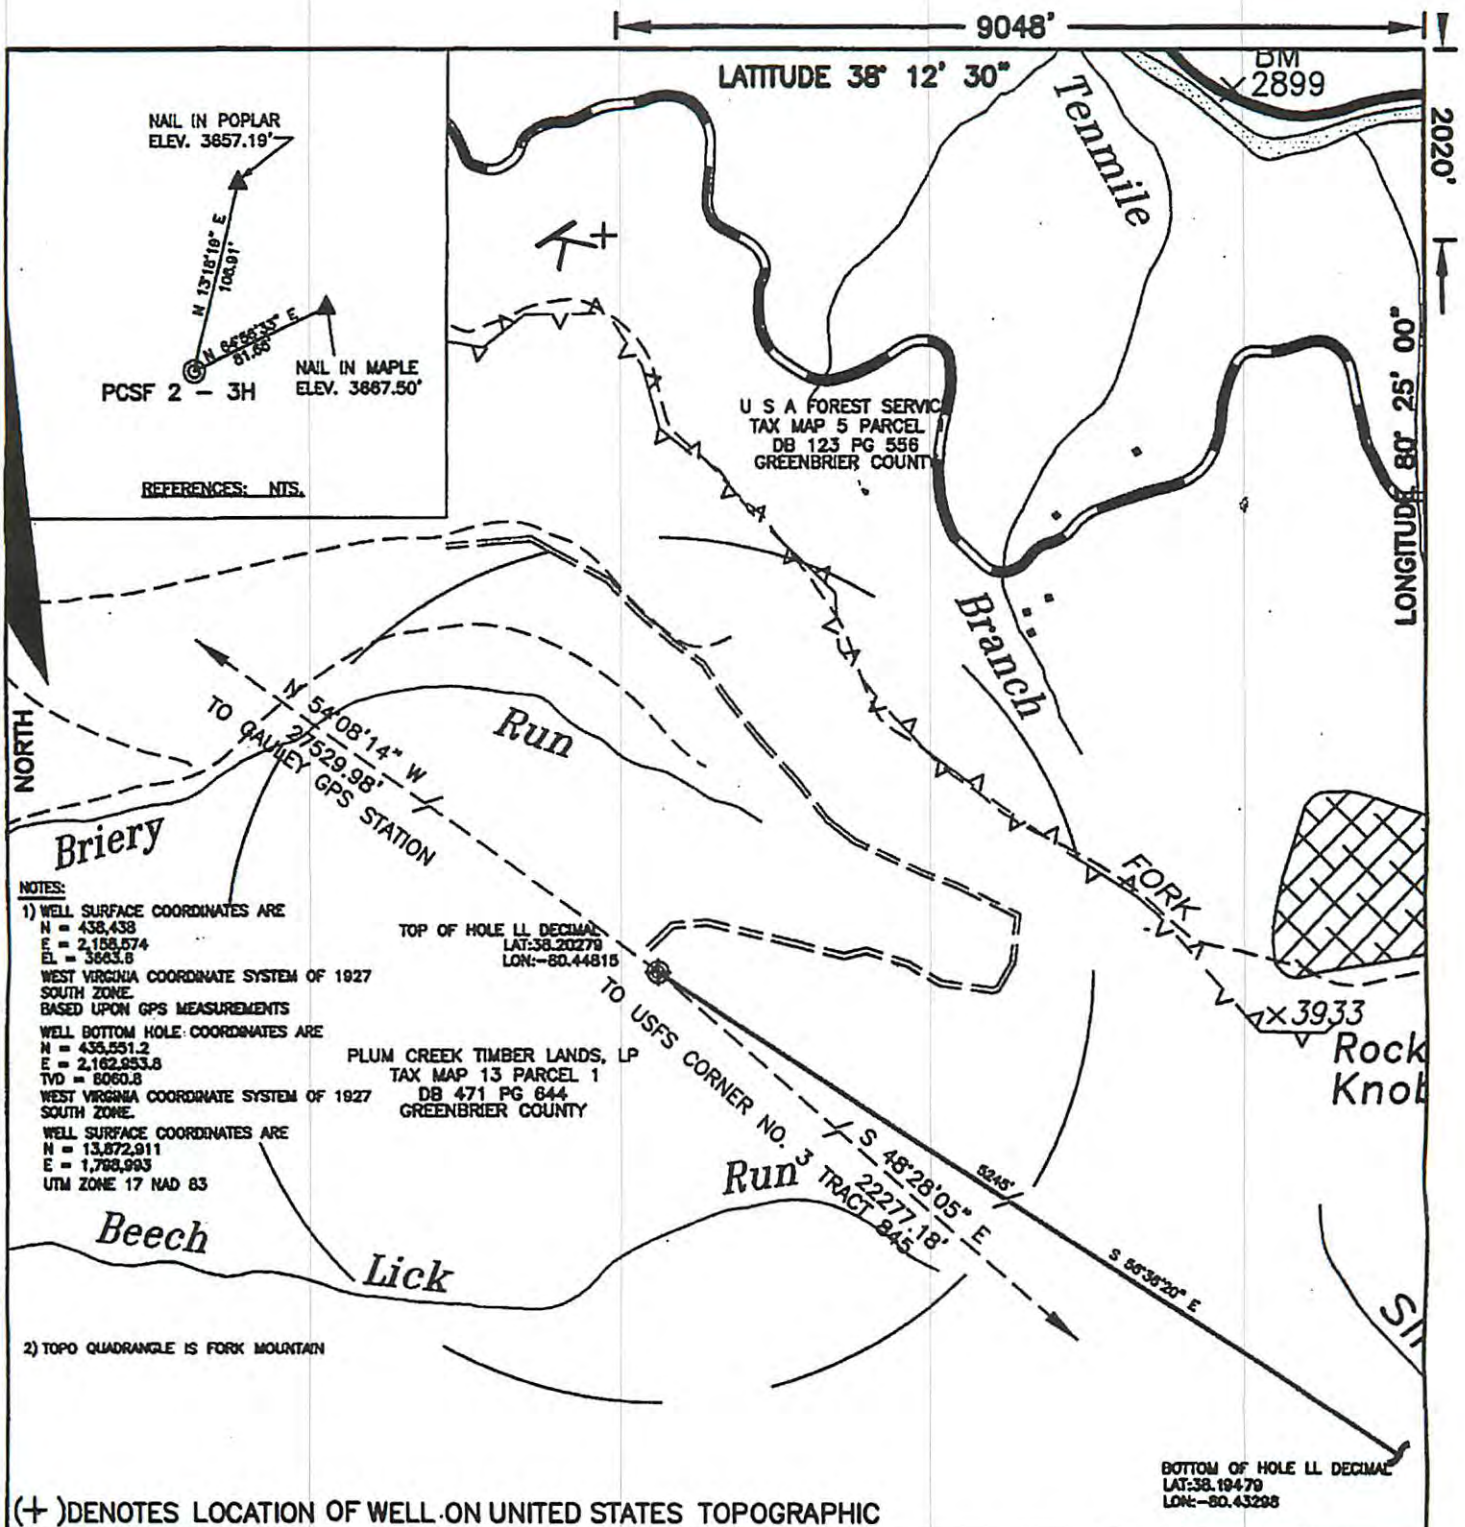 9048'
LATITUDE 38° 12' 30"
BM
2899
2020'
LONGITUDE 80° 25' 00"
NAIL IN POPLAR
ELEV. 3657.19'
N 13°18'19" E
106.91'
N 64°56'33" E
81.65'
NAIL IN MAPLE
ELEV. 3667.50'
PCSF 2 - 3H
REFERENCES: NTS.
Tenmile
Branch
U S A FOREST SERVIC
TAX MAP 5 PARCEL
DB 123 PG 556
GREENBRIER COUNTY
NORTH
N 54°08'14" W
27529.98'
TO GAULEY GPS STATION
Run
Briery
FORK
NOTES:
1) WELL SURFACE COORDINATES ARE
N = 438,438
E = 2,158,574
EL = 3663.8
WEST VIRGINIA COORDINATE SYSTEM OF 1927
SOUTH ZONE.
BASED UPON GPS MEASUREMENTS
WELL BOTTOM HOLE COORDINATES ARE
N = 435,551.2
E = 2,162,953.8
TVD = 6060.8
WEST VIRGINIA COORDINATE SYSTEM OF 1927
SOUTH ZONE.
WELL SURFACE COORDINATES ARE
N = 13,872,911
E = 1,798,993
UTM ZONE 17 NAD 83
TOP OF HOLE LL DECIMAL
LAT:38.20279
LON:-80.44815
PLUM CREEK TIMBER LANDS, LP
TAX MAP 13 PARCEL 1
DB 471 PG 644
GREENBRIER COUNTY
TO USFS CORNER NO. 3 TRACT 845
S 48°28'05" E
22277.18'
5245'
S 56°36'20" E
3933
Rock
Knob
Run
Beech
Lick
2) TOPO QUADRANGLE IS FORK MOUNTAIN
BOTTOM OF HOLE LL DECIMAL
LAT:38.19479
LON:-80.43298
(+)DENOTES LOCATION OF WELL ON UNITED STATES TOPOGRAPHIC